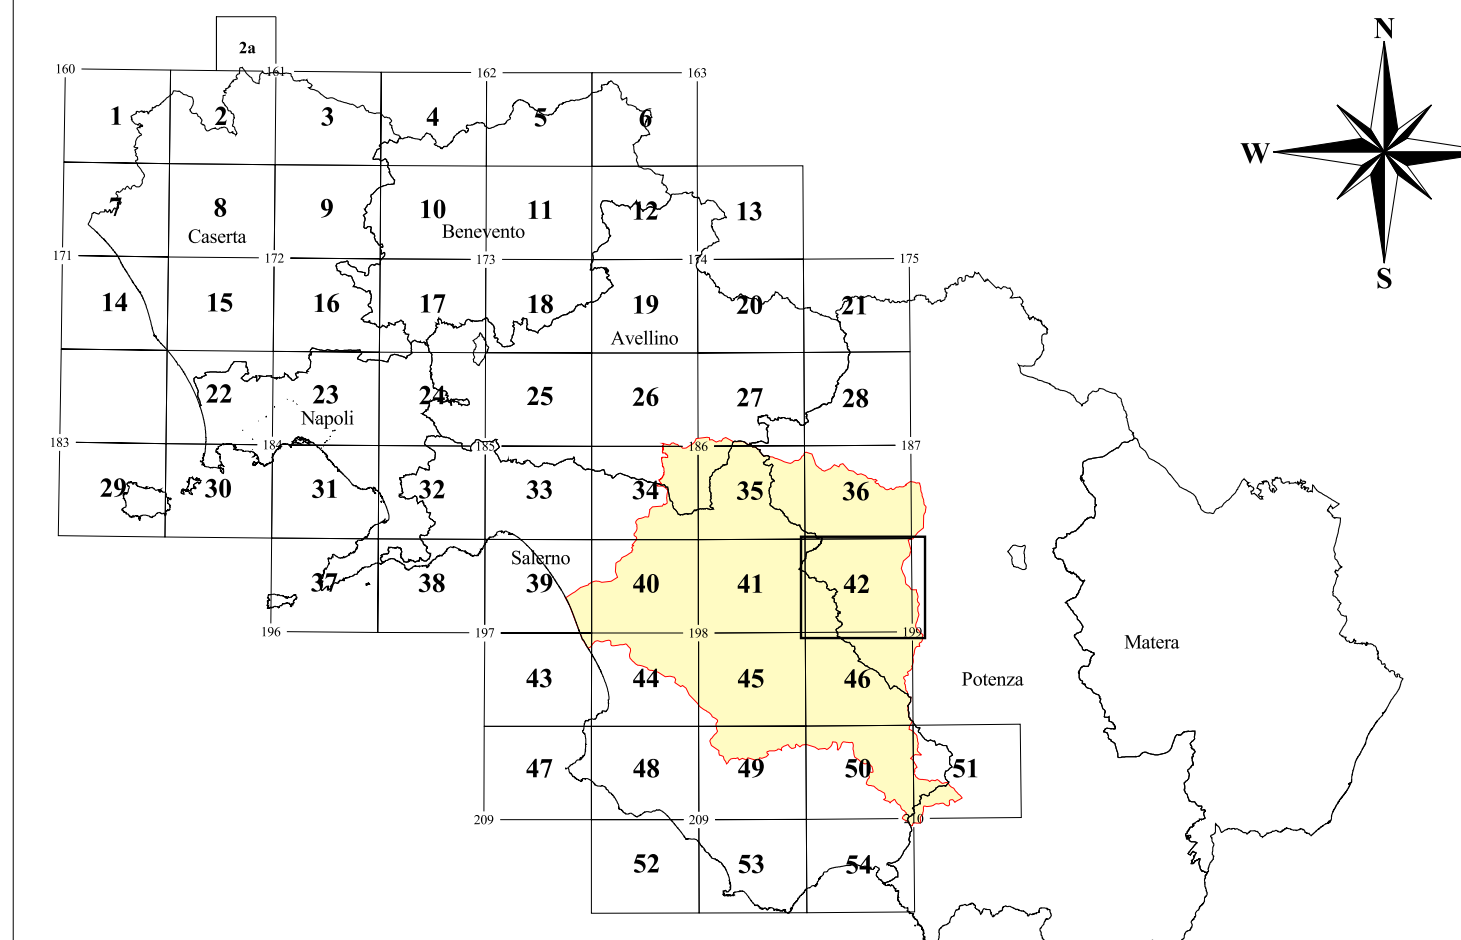 N
2a
160 161 162 163
1 2 3 4 5 6
W
7 8 9 10 11 12 13
Caserta Benevento
171 172 173 174 175
S
14 15 16 17 18 19 20 21
Avellino
22 23 24 25 26 27 28
Napoli
183 184 185 186 187
29 30 31 32 33 34 35 36
Salerno
37 38 39 40 41 42
196 197 198 199
Matera
43 44 45 46 Potenza
47 48 49 50 51
209 209 210
52 53 54